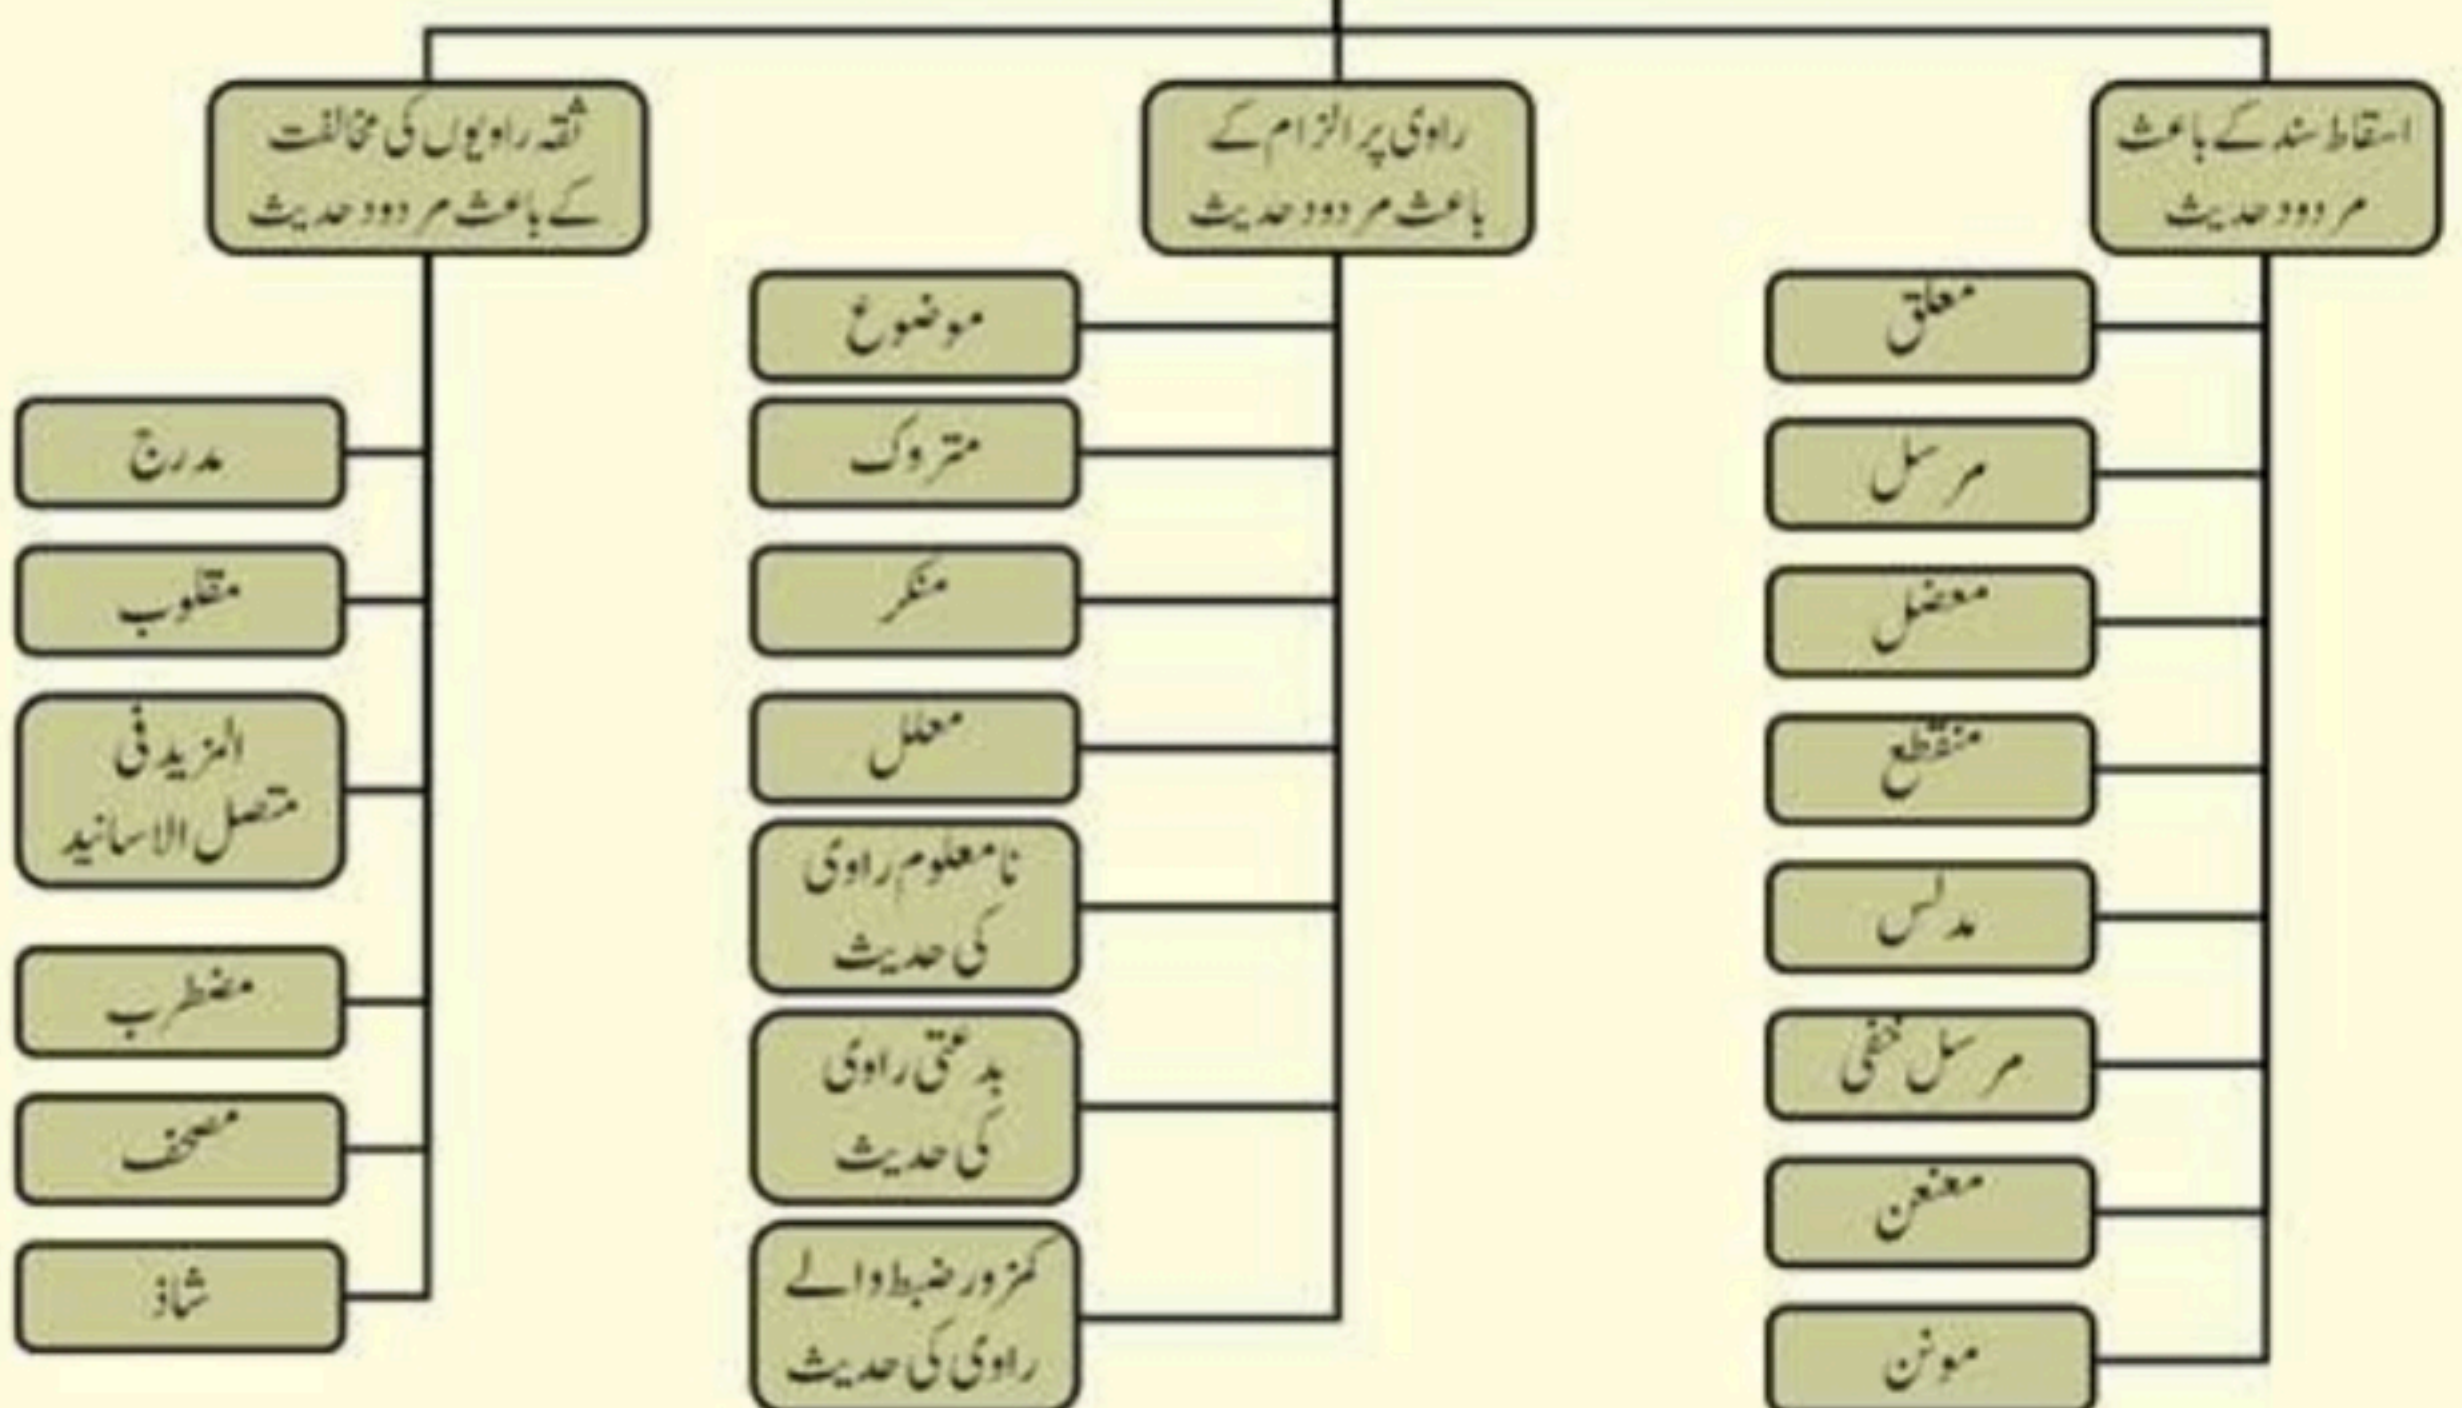 اسقاط سند کے باعث
مردود حدیث
معلق
مرسل
معضل
منقطع
مدلس
مرسل خفی
معنعن
مونن
راوی پر الزام کے
باعث مردود حدیث
موضوع
متروک
منکر
معلل
نامعلوم راوی
کی حدیث
بدعتی راوی
کی حدیث
کمزور ضبط والے
راوی کی حدیث
ثقہ راویوں کی مخالفت
کے باعث مردود حدیث
مدرج
مقلوب
المزید فی
متصل الاسانید
مضطرب
مصحف
شاذ